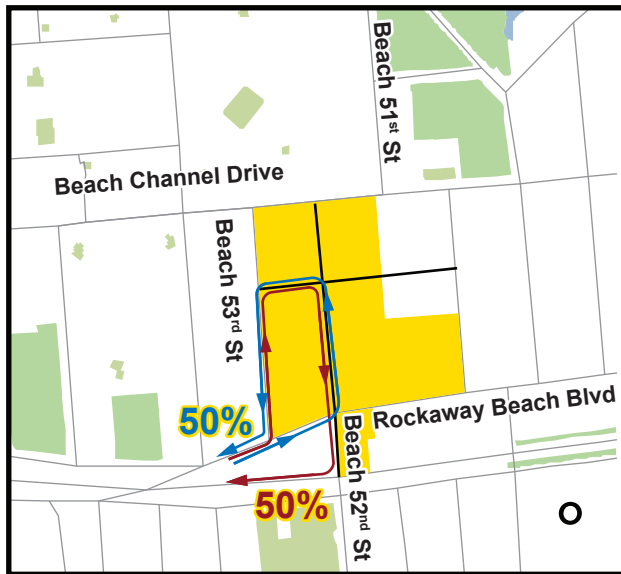 Beach 51st St
Beach Channel Drive
Beach 53rd St
50%
Rockaway Beach Blvd
Beach 52nd St
50%